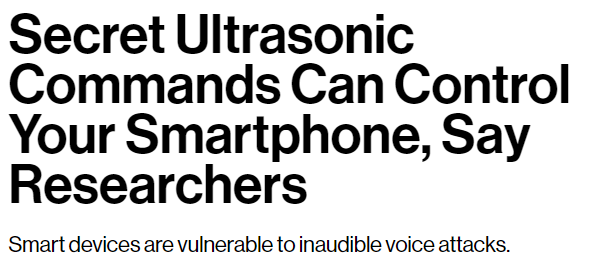 Secret Ultrasonic
Commands Can Control
Your Smartphone, Say
Researchers
Smart devices are vulnerable to inaudible voice attacks.